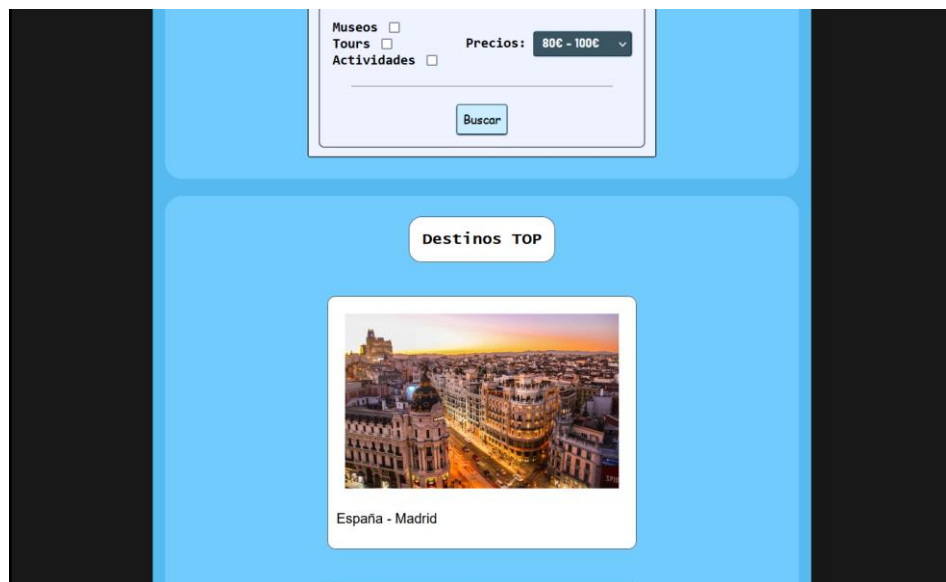 Museos
Tours
Actividades
Precios: 80€ - 100€
Buscar
Destinos TOP
España - Madrid